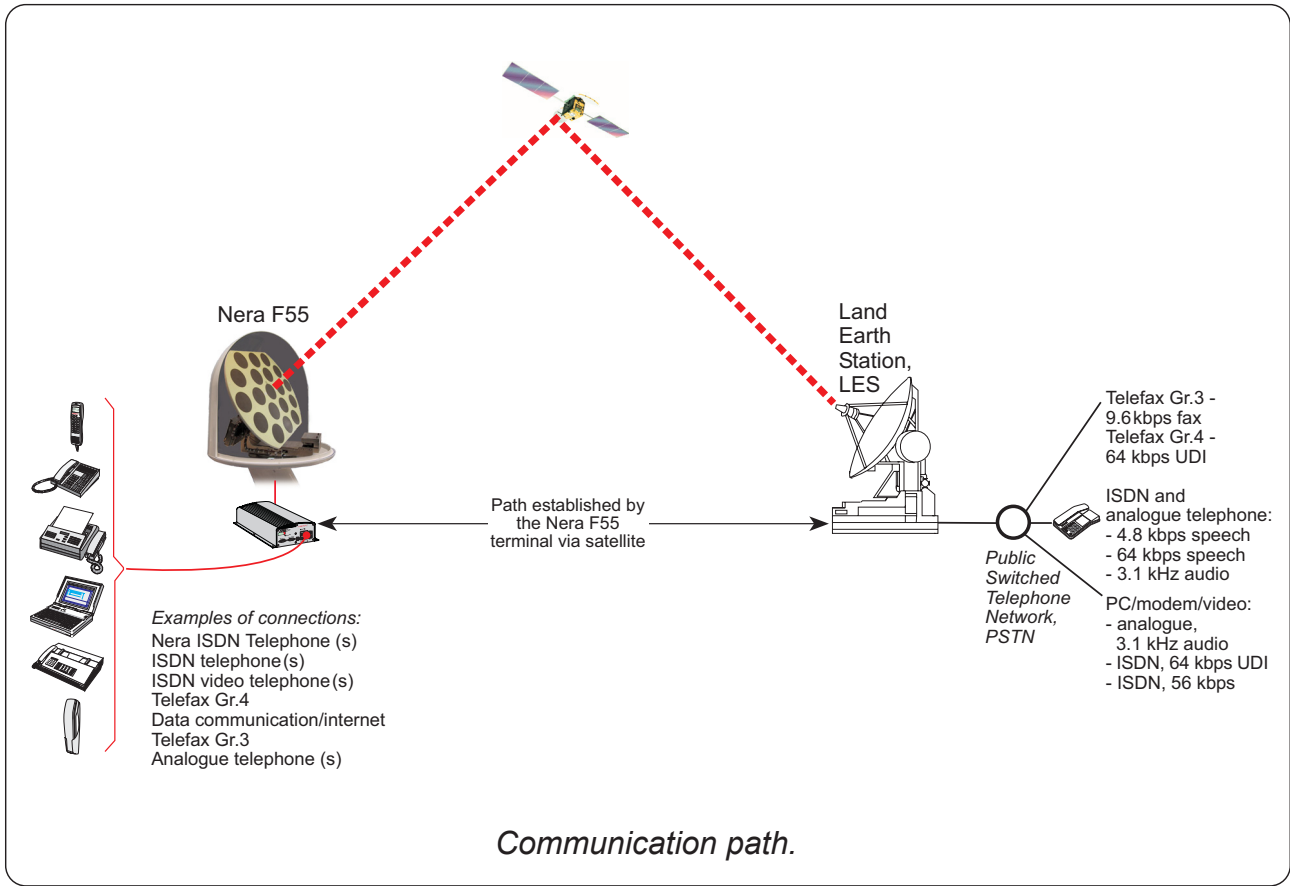 Nera F55
Land
Earth
Station,
LES
Telefax Gr.3 -
9.6 kbps fax
Telefax Gr.4 -
64 kbps UDI
Path established by
the Nera F55
terminal via satellite
ISDN and
analogue telephone:
- 4.8 kbps speech
- 64 kbps speech
- 3.1 kHz audio
Public
Switched
Telephone
Network,
PSTN
PC/modem/video:
- analogue,
3.1 kHz audio
- ISDN, 64 kbps UDI
- ISDN, 56 kbps
Examples of connections:
Nera ISDN Telephone (s)
ISDN telephone (s)
ISDN video telephone (s)
Telefax Gr.4
Data communication/internet
Telefax Gr.3
Analogue telephone (s)
Communication path.